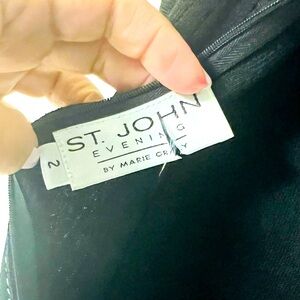 ST. JOHN
EVENING
BY MARIE GRAY
2